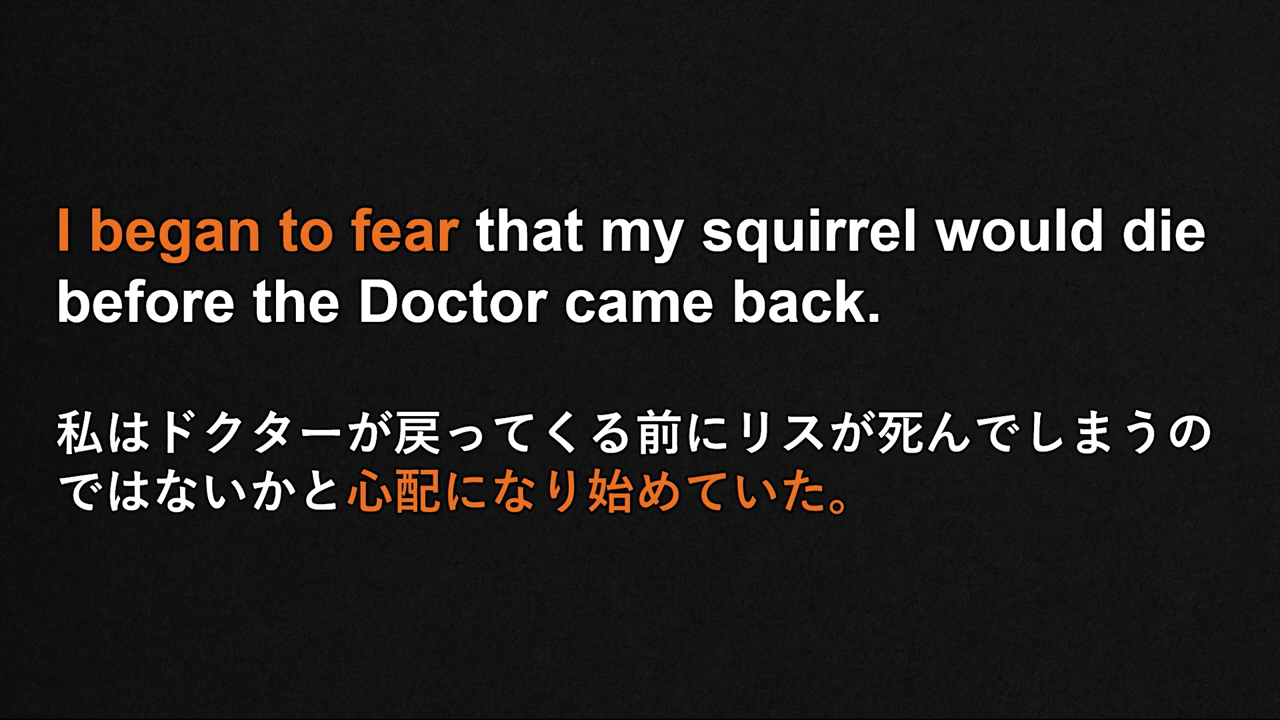 I began to fear that my squirrel would die
before the Doctor came back.
私はドクターが戻ってくる前にリスが死んでしまうの
ではないかと心配になり始めていた。